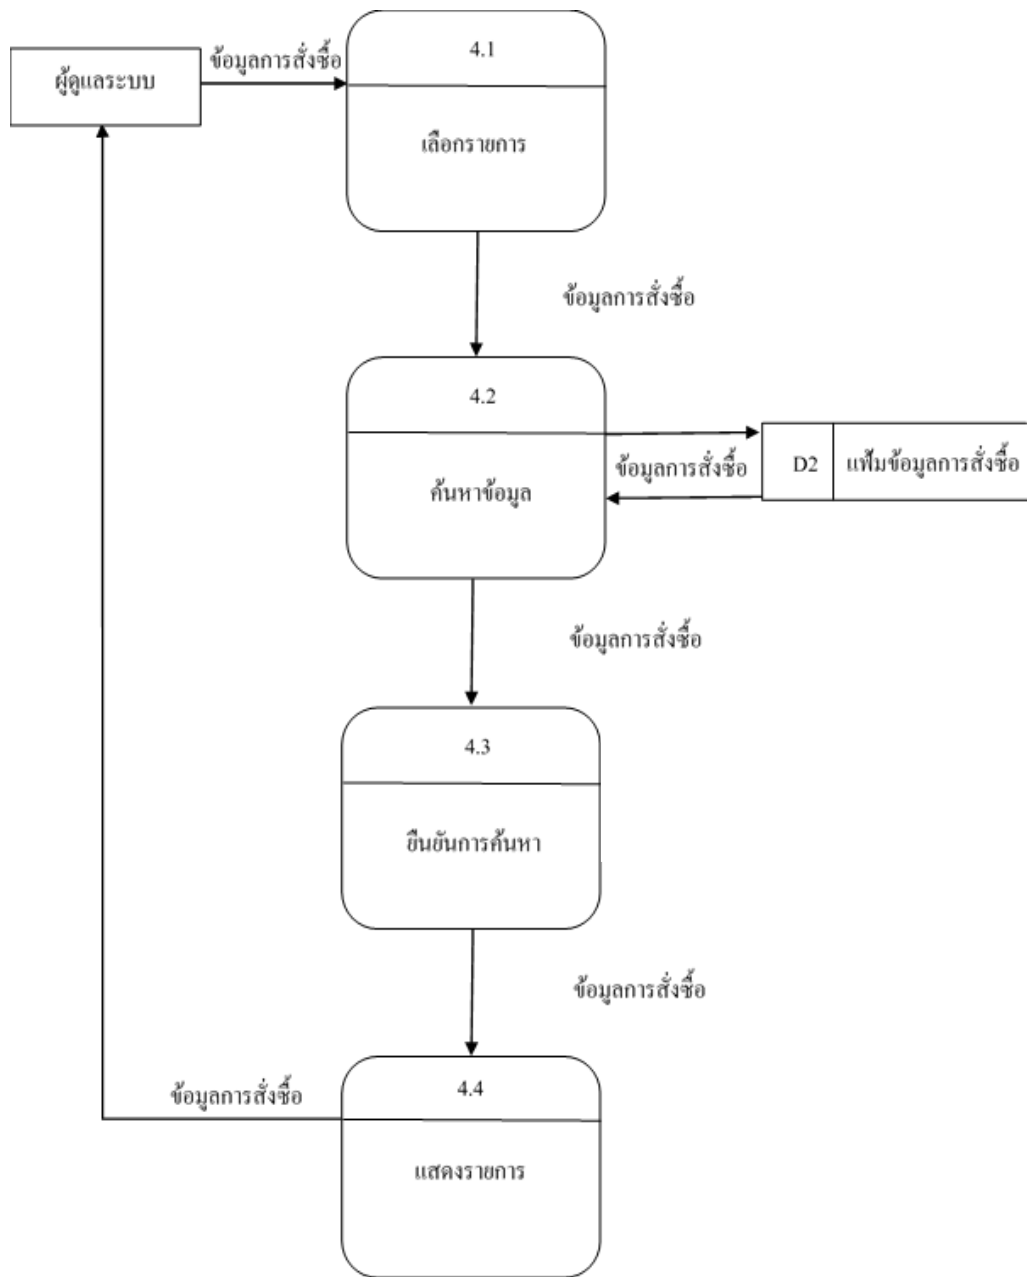 ผู้ดูแลระบบ
ข้อมูลการสั่งซื้อ
4.1
เลือกรายการ
ข้อมูลการสั่งซื้อ
4.2
ค้นหาข้อมูล
ข้อมูลการสั่งซื้อ
D2
แฟ้มข้อมูลการสั่งซื้อ
ข้อมูลการสั่งซื้อ
4.3
ยืนยันการค้นหา
ข้อมูลการสั่งซื้อ
4.4
แสดงรายการ
ข้อมูลการสั่งซื้อ